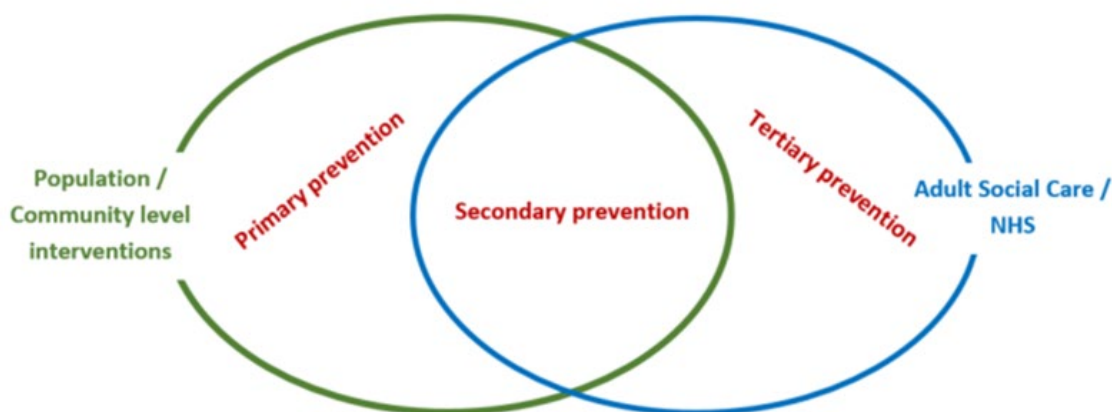 Population /
Community level
interventions
Primary prevention
Secondary prevention
Tertiary prevention
Adult Social Care /
NHS